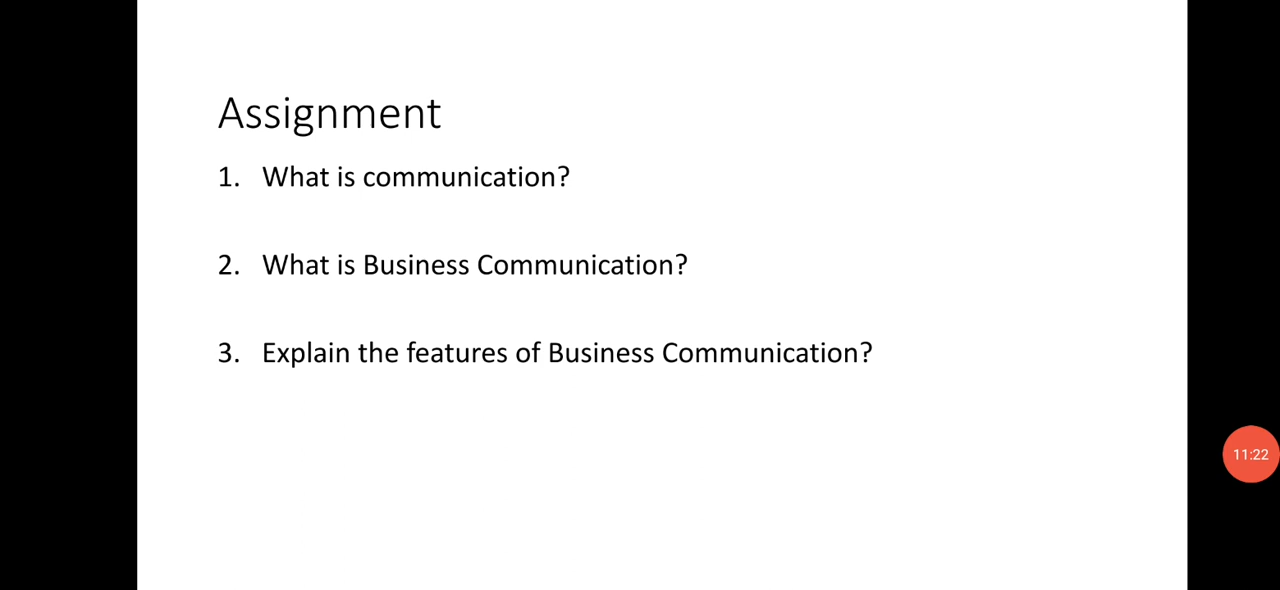 Assignment
1. What is communication?
2. What is Business Communication?
3. Explain the features of Business Communication?
11:22